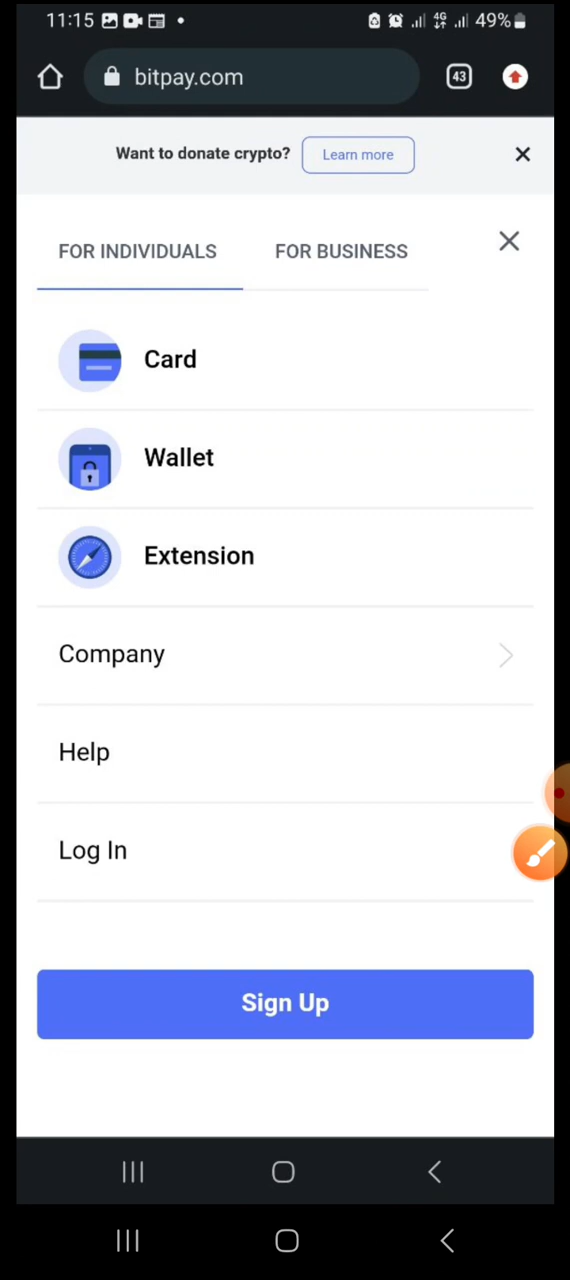 11:15 4G 49%
bitpay.com 43
Want to donate crypto? Learn more
FOR INDIVIDUALS FOR BUSINESS
Card
Wallet
Extension
Company
Help
Log In
Sign Up